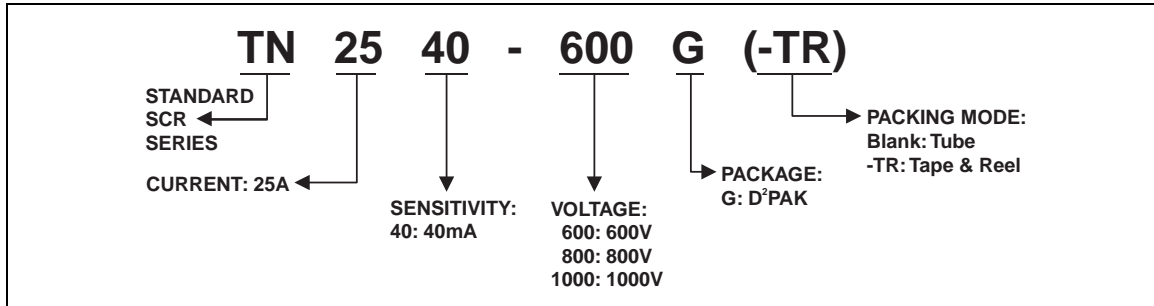 TN 25 40 - 600 G (-TR)
STANDARD
SCR
SERIES
CURRENT: 25A
SENSITIVITY:
40: 40mA
VOLTAGE:
600: 600V
800: 800V
1000: 1000V
PACKAGE:
G: D²PAK
PACKING MODE:
Blank: Tube
-TR: Tape & Reel